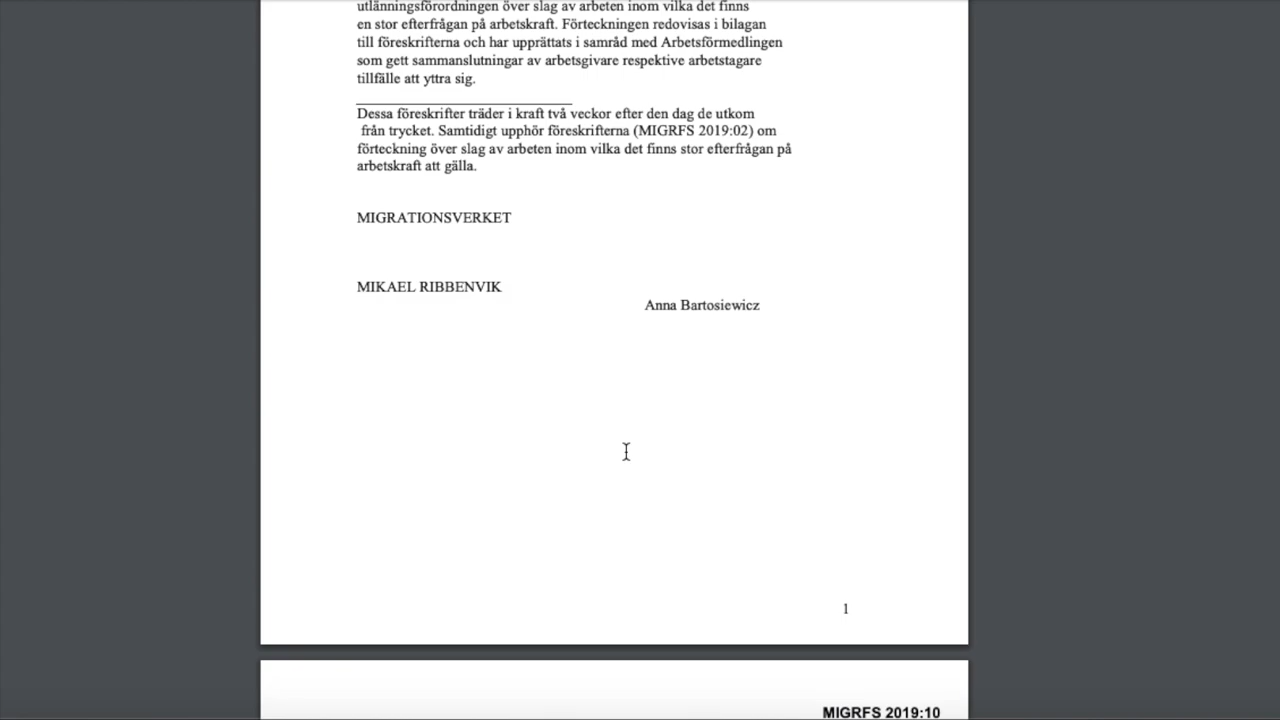 utlänningsförordningen över slag av arbeten inom vilka det finns
en stor efterfrågan på arbetskraft. Förteckningen redovisas i bilagan
till föreskrifterna och har upprättats i samråd med Arbetsförmedlingen
som gett sammanslutningar av arbetsgivare respektive arbetstagare
tillfälle att yttra sig.
Dessa föreskrifter träder i kraft två veckor efter den dag de utkom
från trycket. Samtidigt upphör föreskrifterna (MIGRFS 2019:02) om
förteckning över slag av arbeten inom vilka det finns stor efterfrågan på
arbetskraft att gälla.
MIGRATIONSVERKET
MIKAEL RIBBENVIK
Anna Bartosiewicz
1
MIGRFS 2019:10